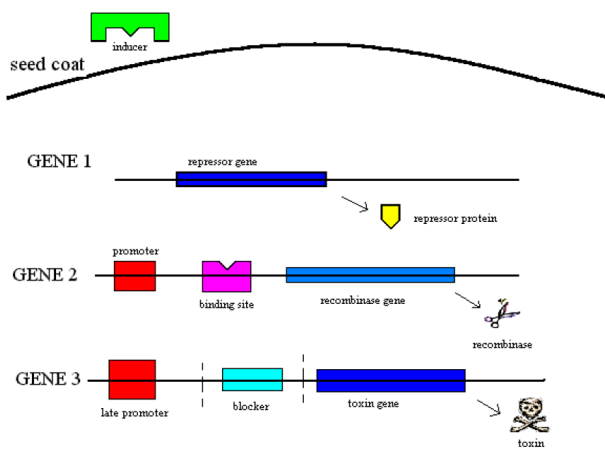 inducer
seed coat
GENE 1
repressor gene
repressor protein
promoter
GENE 2
binding site
recombinase gene
recombinase
GENE 3
late promoter
blocker
toxin gene
toxin